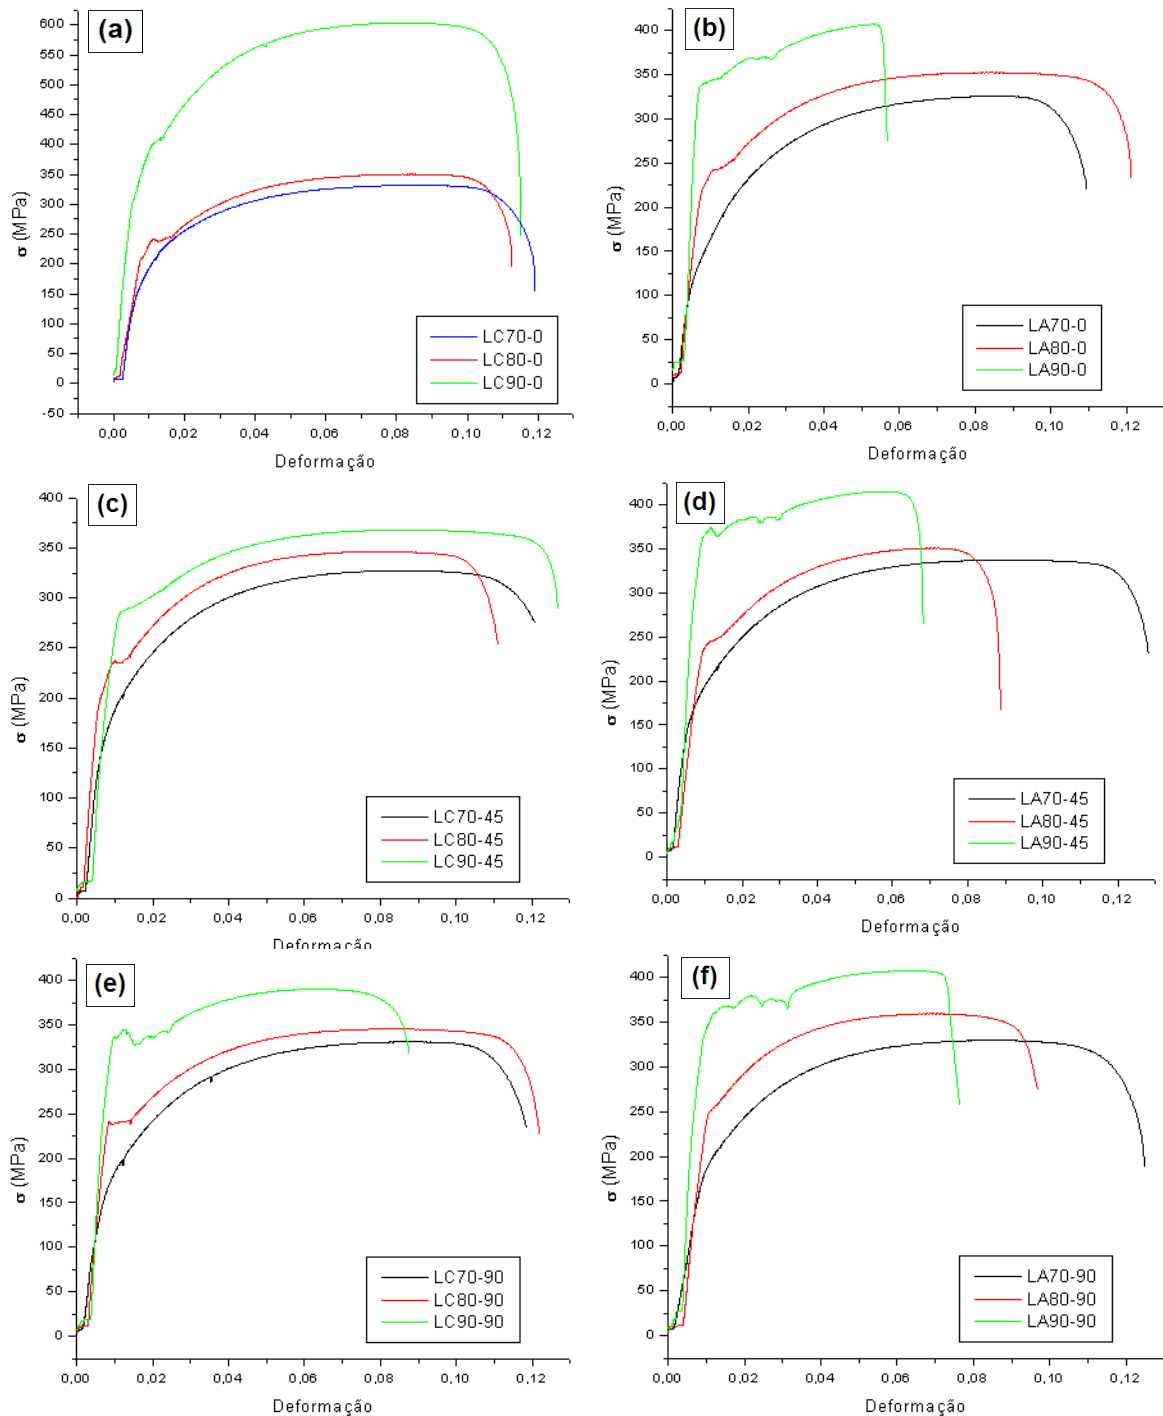 (a)
600
550
500
450
400
350
300
250
200
150
100
50
0
-50
σ (MPa)
LC70-0
LC80-0
LC90-0
0,00 0,02 0,04 0,06 0,08 0,10 0,12
Deformação
(b)
400
350
300
250
200
150
100
50
0
σ (MPa)
LA70-0
LA80-0
LA90-0
0,00 0,02 0,04 0,06 0,08 0,10 0,12
Deformação
(c)
400
350
300
250
200
150
100
50
0
σ (MPa)
LC70-45
LC80-45
LC90-45
0,00 0,02 0,04 0,06 0,08 0,10 0,12
Deformação
(d)
400
350
300
250
200
150
100
50
0
σ (MPa)
LA70-45
LA80-45
LA90-45
0,00 0,02 0,04 0,06 0,08 0,10 0,12
Deformação
(e)
400
350
300
250
200
150
100
50
0
σ (MPa)
LC70-90
LC80-90
LC90-90
0,00 0,02 0,04 0,06 0,08 0,10 0,12
Deformação
(f)
400
350
300
250
200
150
100
50
0
σ (MPa)
LA70-90
LA80-90
LA90-90
0,00 0,02 0,04 0,06 0,08 0,10 0,12
Deformação